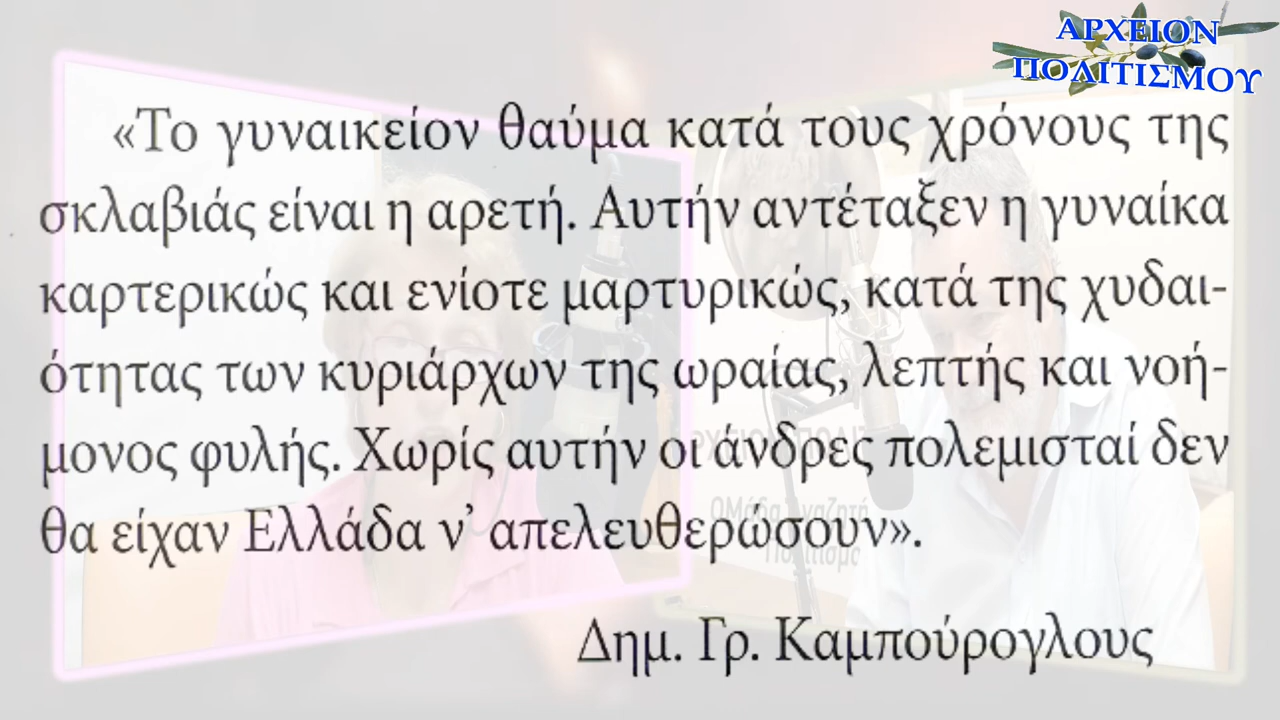 ΑΡΧΕΙΟΝ
ΠΟΛΙΤΙΣΜΟΥ
«Το γυναικείον θαύμα κατά τους χρόνους της
σκλαβιάς είναι η αρετή. Αυτήν αντέταξεν η γυναίκα
καρτερικώς και ενίοτε μαρτυρικώς, κατά της χυδαι-
ότητας των κυριάρχων της ωραίας, λεπτής και νοή-
μονος φυλής. Χωρίς αυτήν οι άνδρες πολεμισταί δεν
θα είχαν Ελλάδα ν’ απελευθερώσουν».
Δημ. Γρ. Καμπούρογλους